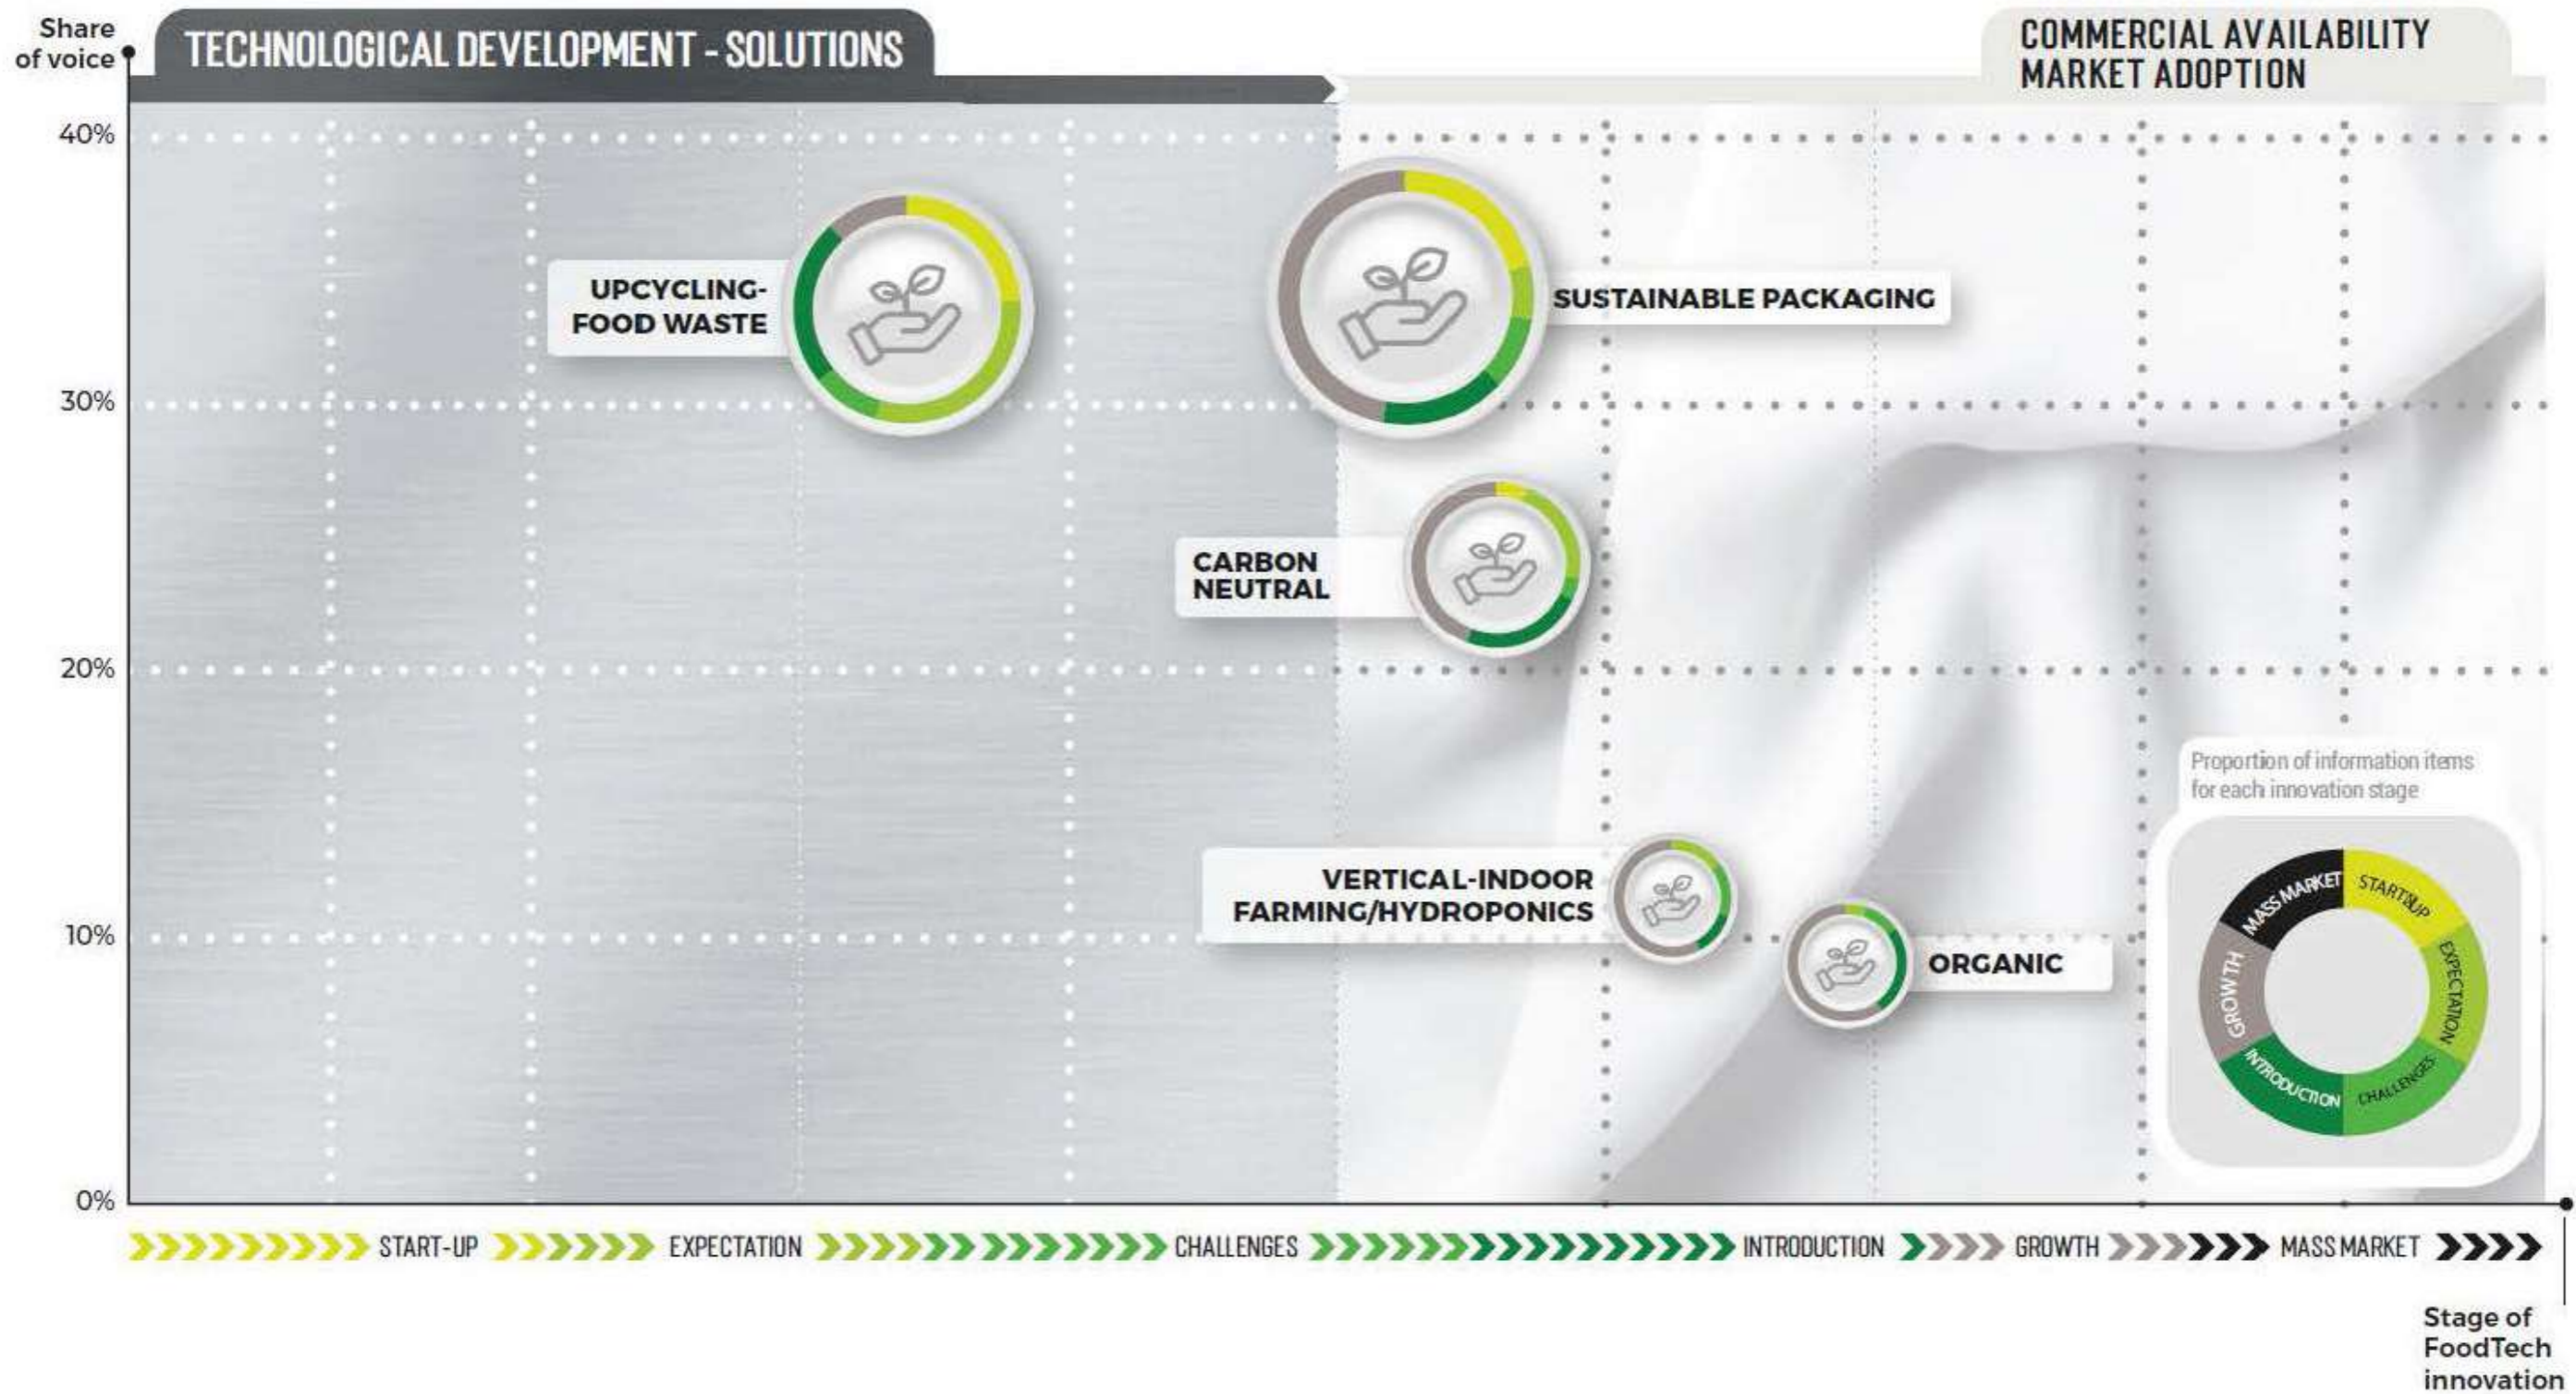 Share
of voice
TECHNOLOGICAL DEVELOPMENT - SOLUTIONS
COMMERCIAL AVAILABILITY
MARKET ADOPTION
40%
30%
20%
10%
0%
UPCYCLING-
FOOD WASTE
SUSTAINABLE PACKAGING
CARBON
NEUTRAL
VERTICAL-INDOOR
FARMING/HYDROPONICS
ORGANIC
Proportion of information items
for each innovation stage
MASS MARKET
START&UP
EXPECTATION
CHALLENGES
INTRODUCTION
GROWTH
START-UP
EXPECTATION
CHALLENGES
INTRODUCTION
GROWTH
MASS MARKET
Stage of
FoodTech
innovation